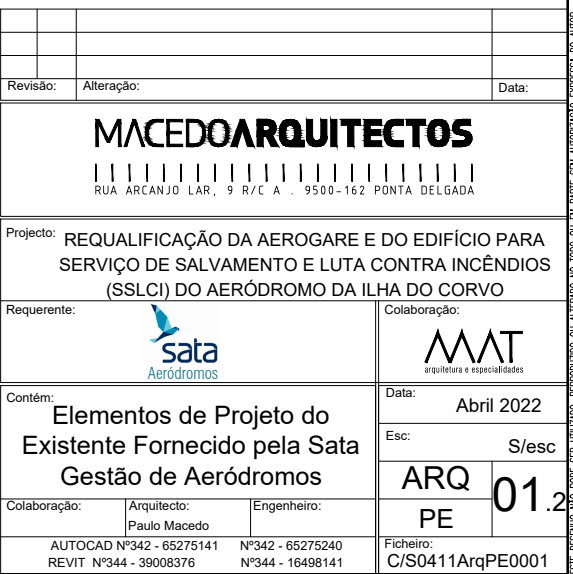 Revisão: Alteração: Data:
MACEDOARQUITECTOS
RUA ARCANJO LAR, 9 R/C A . 9500-162 PONTA DELGADA
Projecto: REQUALIFICAÇÃO DA AEROGARE E DO EDIFÍCIO PARA
SERVIÇO DE SALVAMENTO E LUTA CONTRA INCÊNDIOS
(SSLCI) DO AERÓDROMO DA ILHA DO CORVO
Requerente:
sata
Aeródromos
Colaboração:
MAT
arquitetura e especialidades
Contém:
Elementos de Projeto do
Existente Fornecido pela Sata
Gestão de Aeródromos
Data:
Abril 2022
Esc:
S/esc
ARQ
PE
01.2
Colaboração: Arquitecto: Engenheiro:
Paulo Macedo
AUTOCAD Nº342 - 65275141 Nº342 - 65275240
REVIT Nº344 - 39008376 Nº344 - 16498141
Ficheiro:
C/S0411ArqPE0001